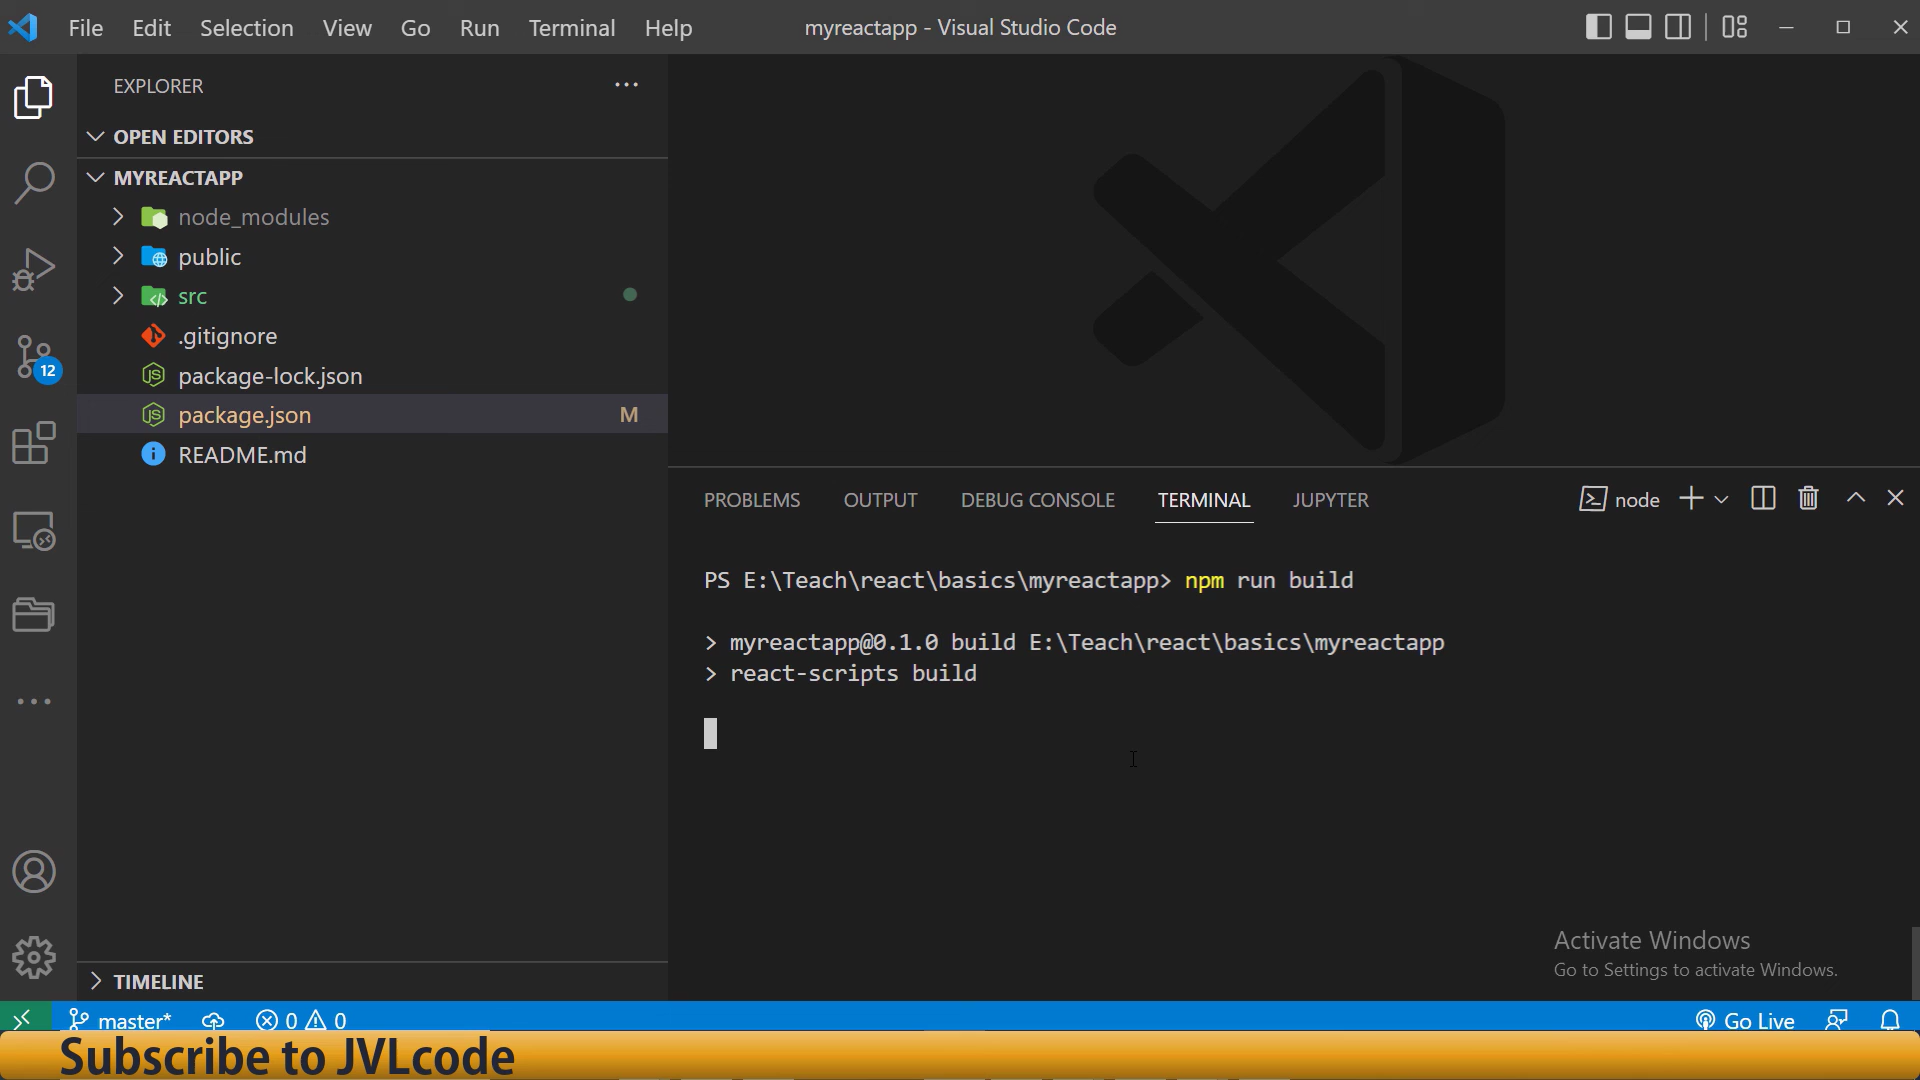 File Edit Selection View Go Run Terminal Help myreactapp - Visual Studio Code
EXPLORER
OPEN EDITORS
MYREACTAPP
node_modules
public
src
.gitignore
package-lock.json
package.json M
README.md
12
TIMELINE
PROBLEMS OUTPUT DEBUG CONSOLE TERMINAL JUPYTER node
PS E:\Teach\react\basics\myreactapp> npm run build
> myreactapp@0.1.0 build E:\Teach\react\basics\myreactapp
> react-scripts build
Activate Windows
Go to Settings to activate Windows.
master* 0 0 Go Live
Subscribe to JVLcode